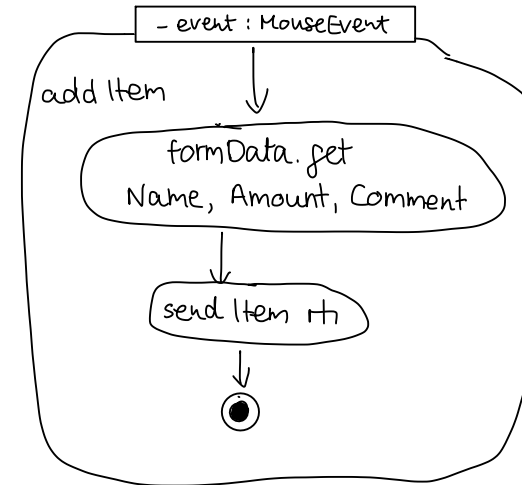 - event : MouseEvent
add Item
formData.get
Name, Amount, Comment
send Item